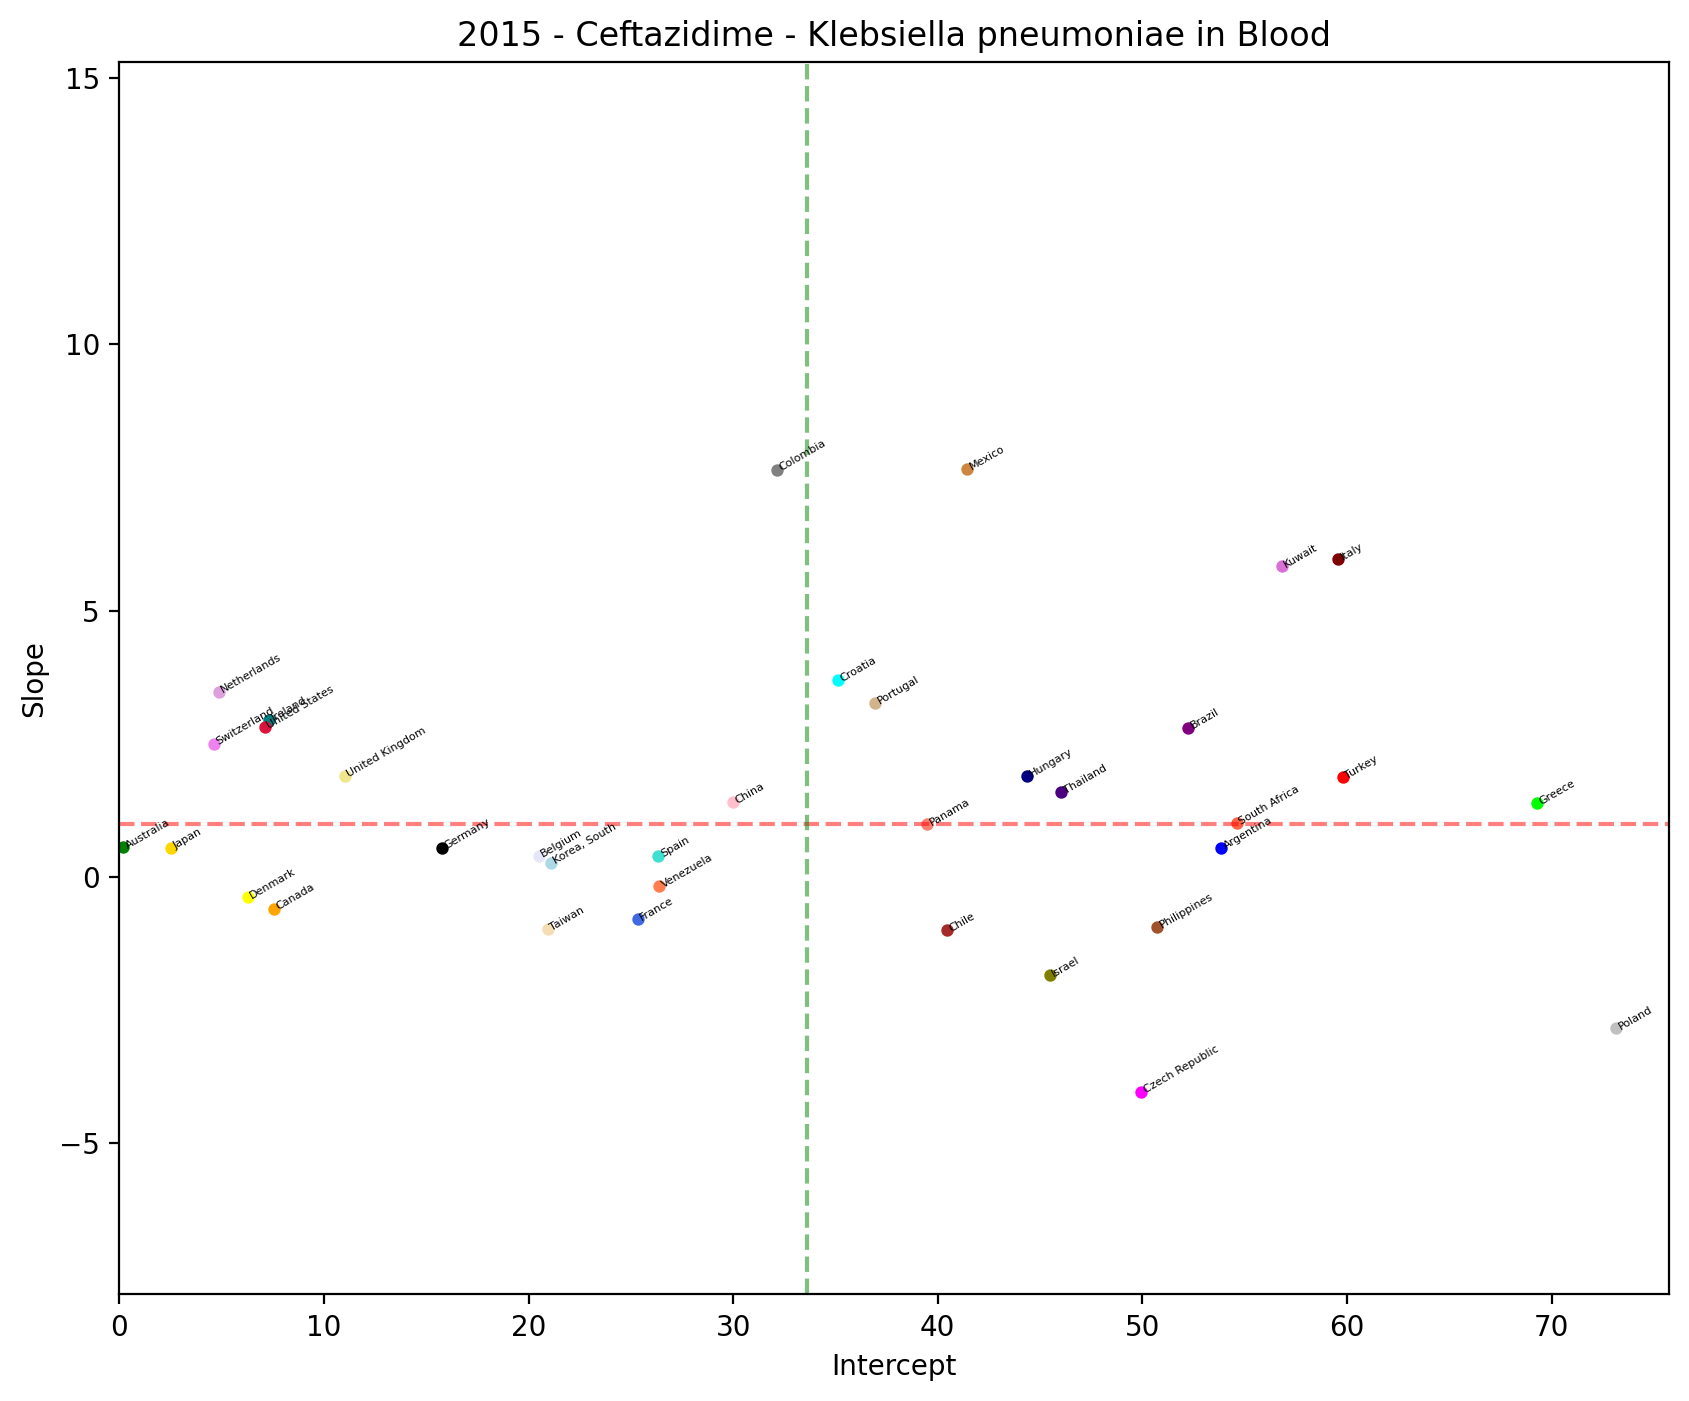 2015 - Ceftazidime - Klebsiella pneumoniae in Blood
15
10
5
0
−5
Slope
Colombia
Mexico
Kuwait
Italy
Netherlands
Croatia
Portugal
Ireland
United States
Switzerland
Brazil
United Kingdom
Hungary
Turkey
Thailand
China
Greece
Panama
South Africa
Australia
Japan
Germany
Argentina
Belgium
Korea, South
Spain
Venezuela
Denmark
Canada
France
Taiwan
Chile
Philippines
Israel
Poland
Czech Republic
0
10
20
30
40
50
60
70
Intercept